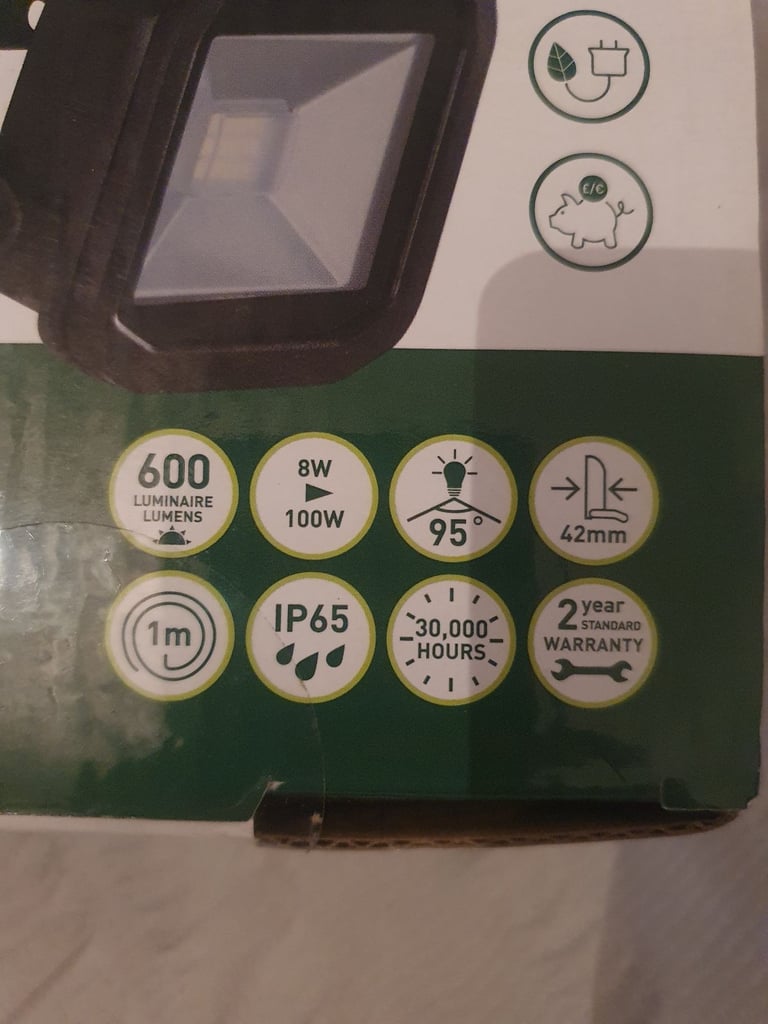 £/€
600
LUMINAIRE
LUMENS
8W
100W
95°
42mm
1m
IP65
30,000
HOURS
2 year
STANDARD
WARRANTY